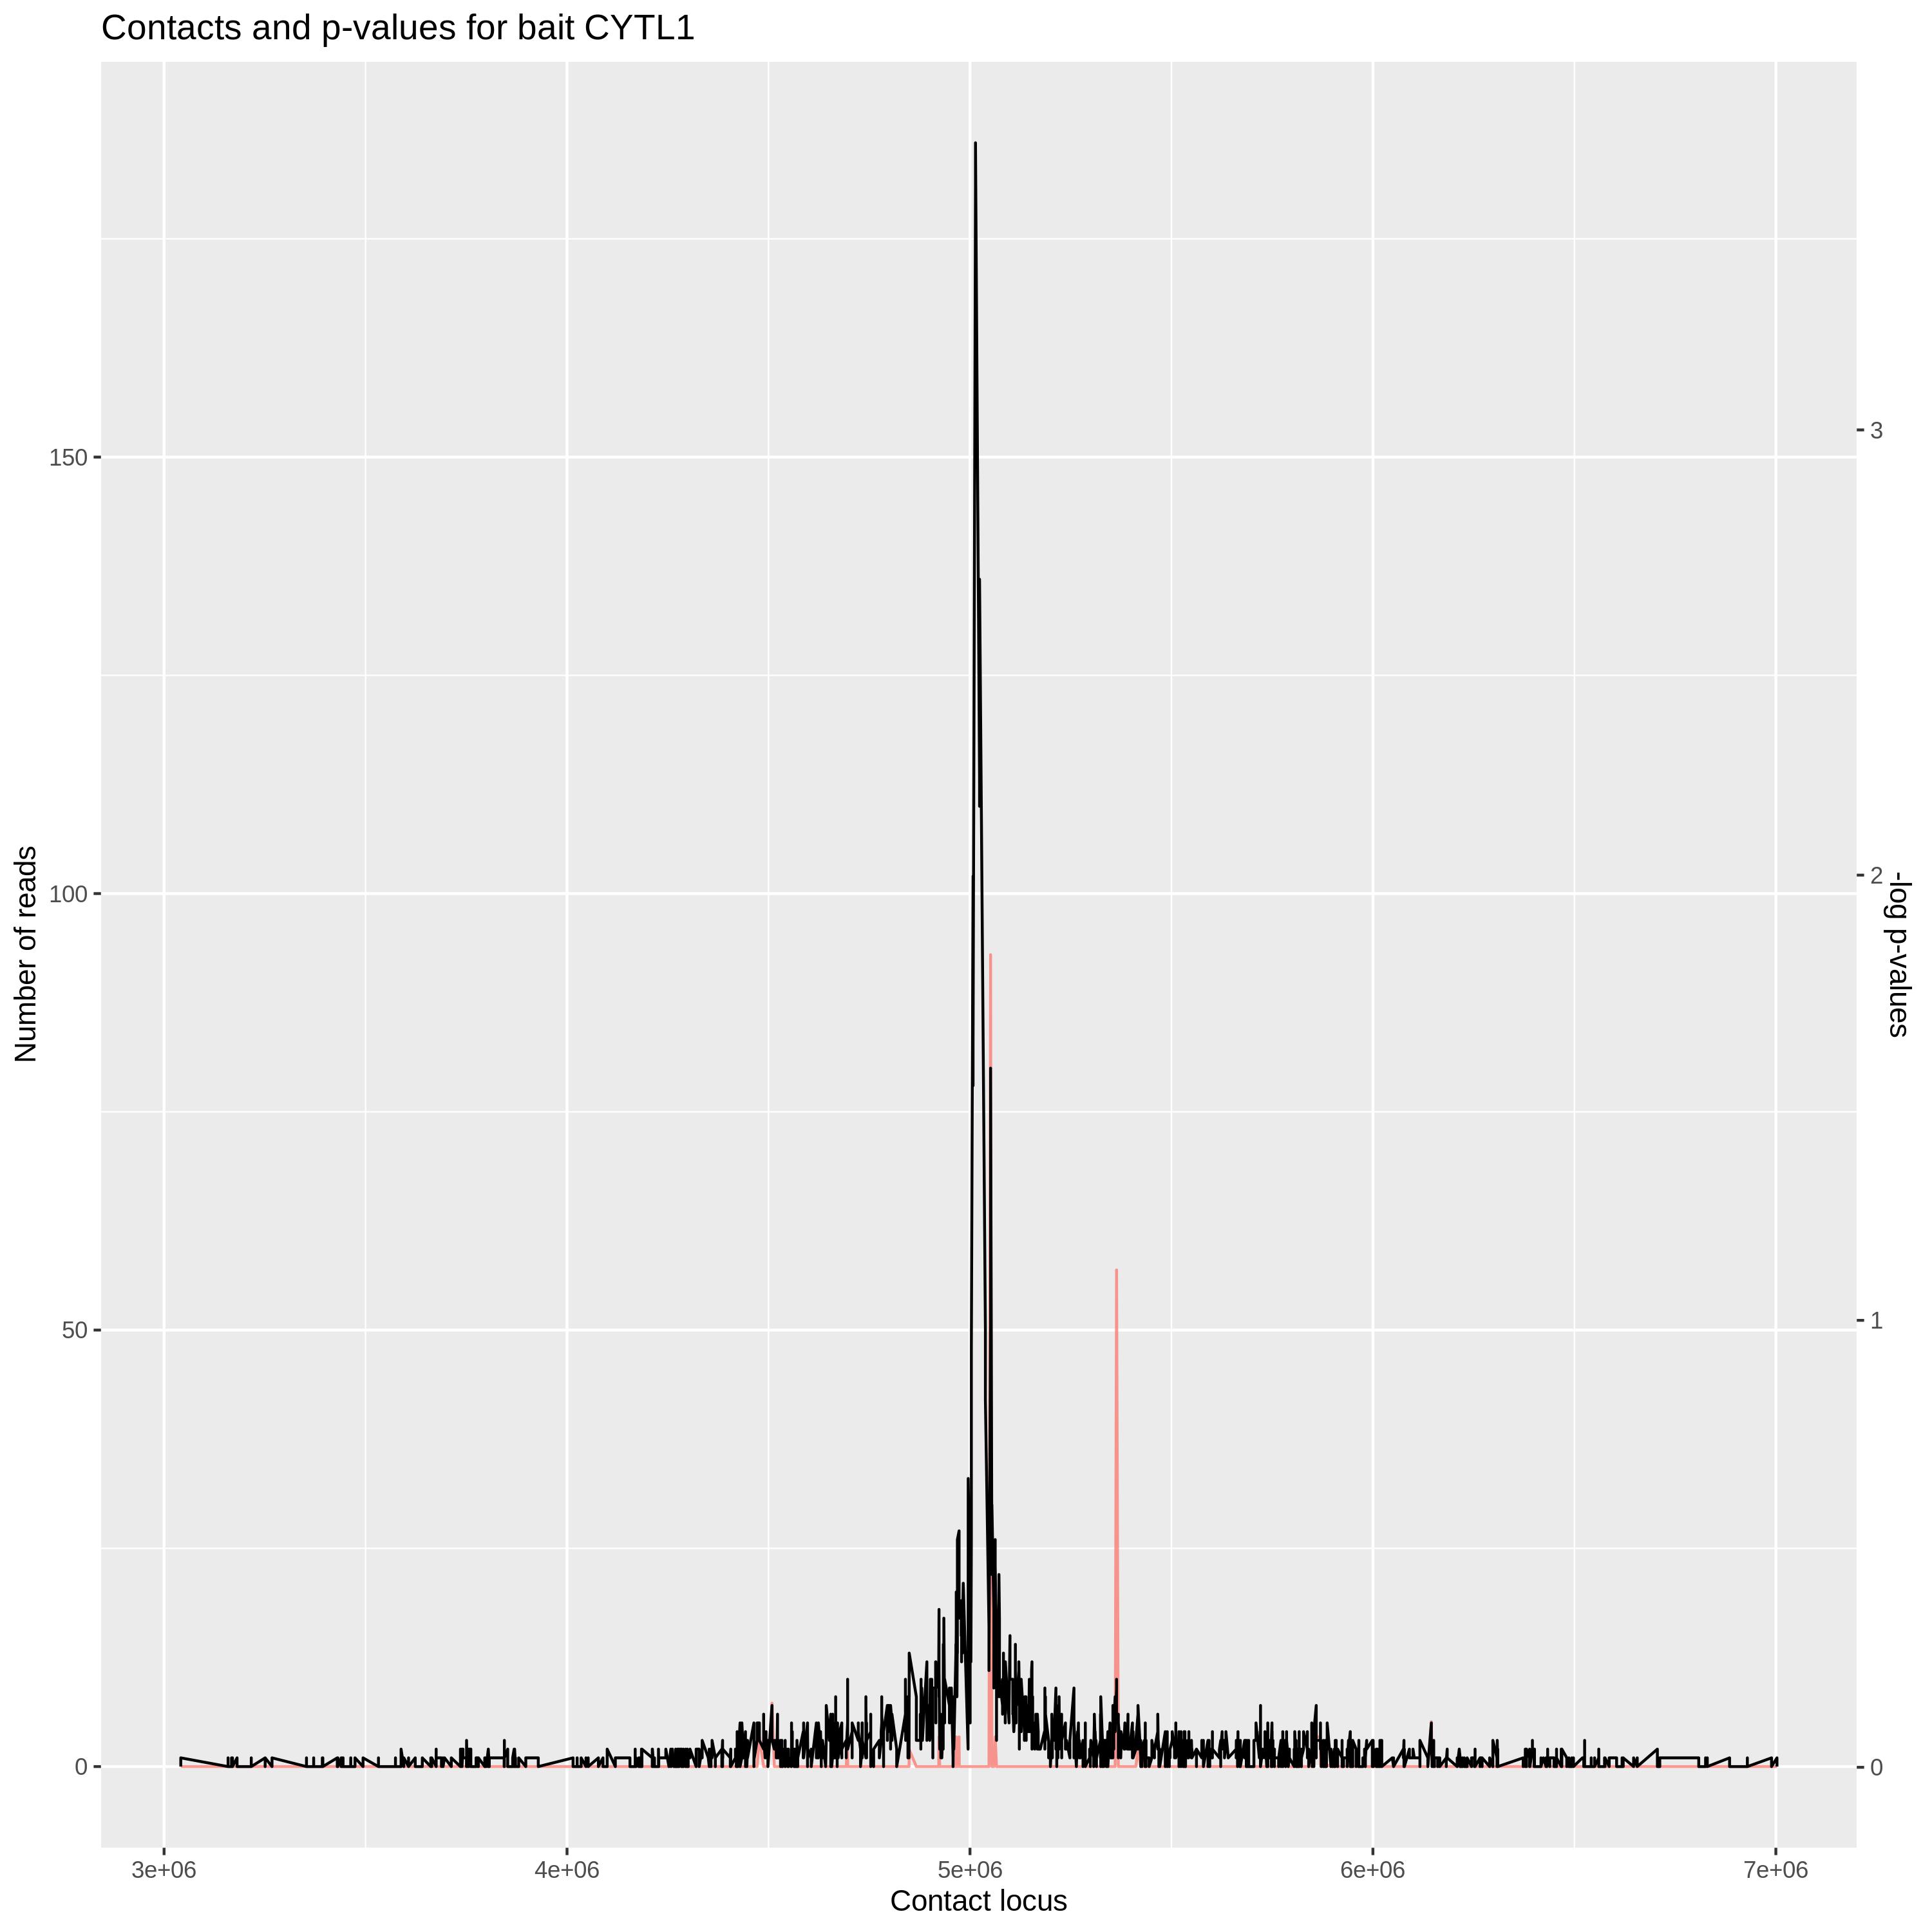 Contacts and p-values for bait CYTL1
150
100
50
0
Number of reads
3
2
1
0
-log p-values
3e+06 4e+06 5e+06 6e+06 7e+06
Contact locus